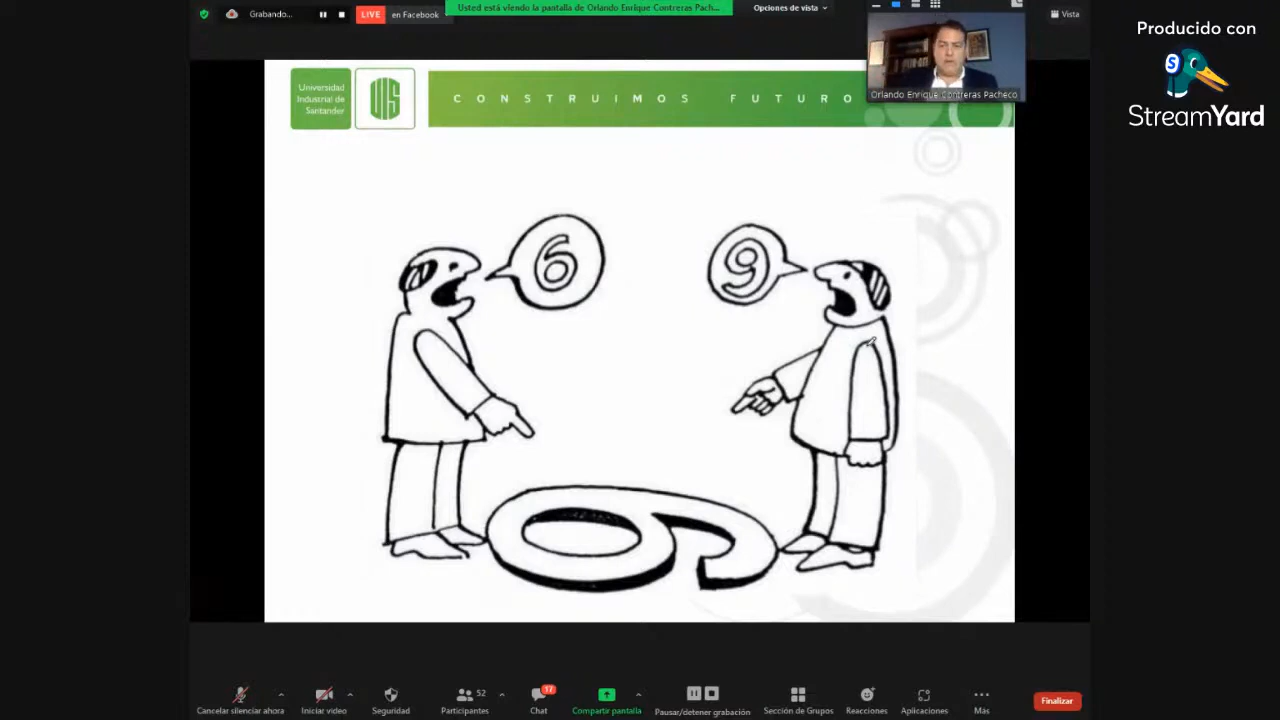 Grabando...
LIVE
en Facebook
Usted está viendo la pantalla de Orlando Enrique Contreras Pach...
Opciones de vista
Vista
Producido con
StreamYard
Orlando Enrique Contreras Pacheco
Universidad
Industrial de
Santander
UIS
CONSTRUIMOS FUTURO
6
9
Cancelar silenciar ahora
Iniciar video
Seguridad
52
Participantes
17
Chat
Compartir pantalla
Pausar/detener grabación
Sección de Grupos
Reacciones
Aplicaciones
Más
Finalizar